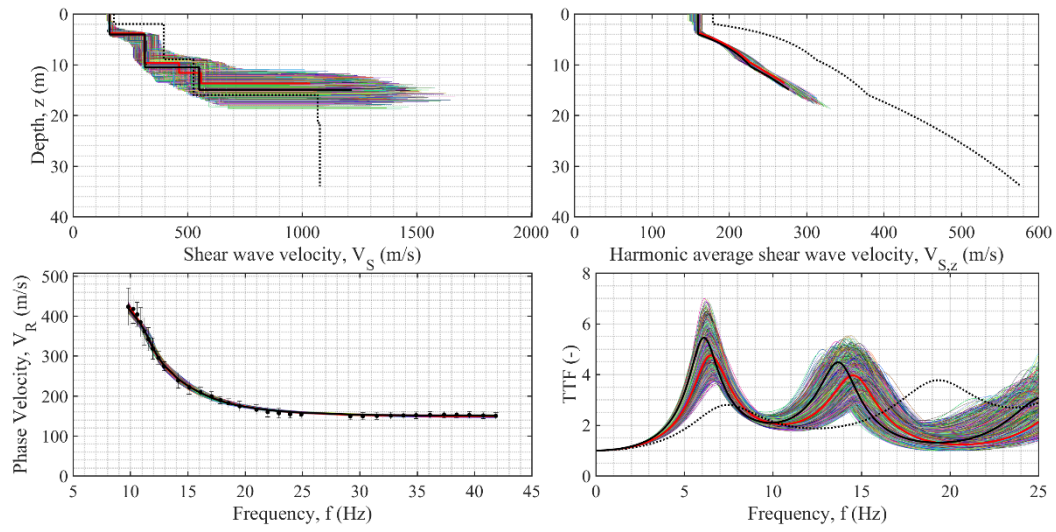 0
10
20
30
40
Depth, z (m)
0 500 1000 1500 2000
Shear wave velocity, V_S (m/s)
0
10
20
30
40
0 100 200 300 400 500 600
Harmonic average shear wave velocity, V_S,z (m/s)
500
400
300
200
100
0
Phase Velocity, V_R (m/s)
5 10 15 20 25 30 35 40 45
Frequency, f (Hz)
8
6
4
2
0
TTF (-)
0 5 10 15 20 25
Frequency, f (Hz)